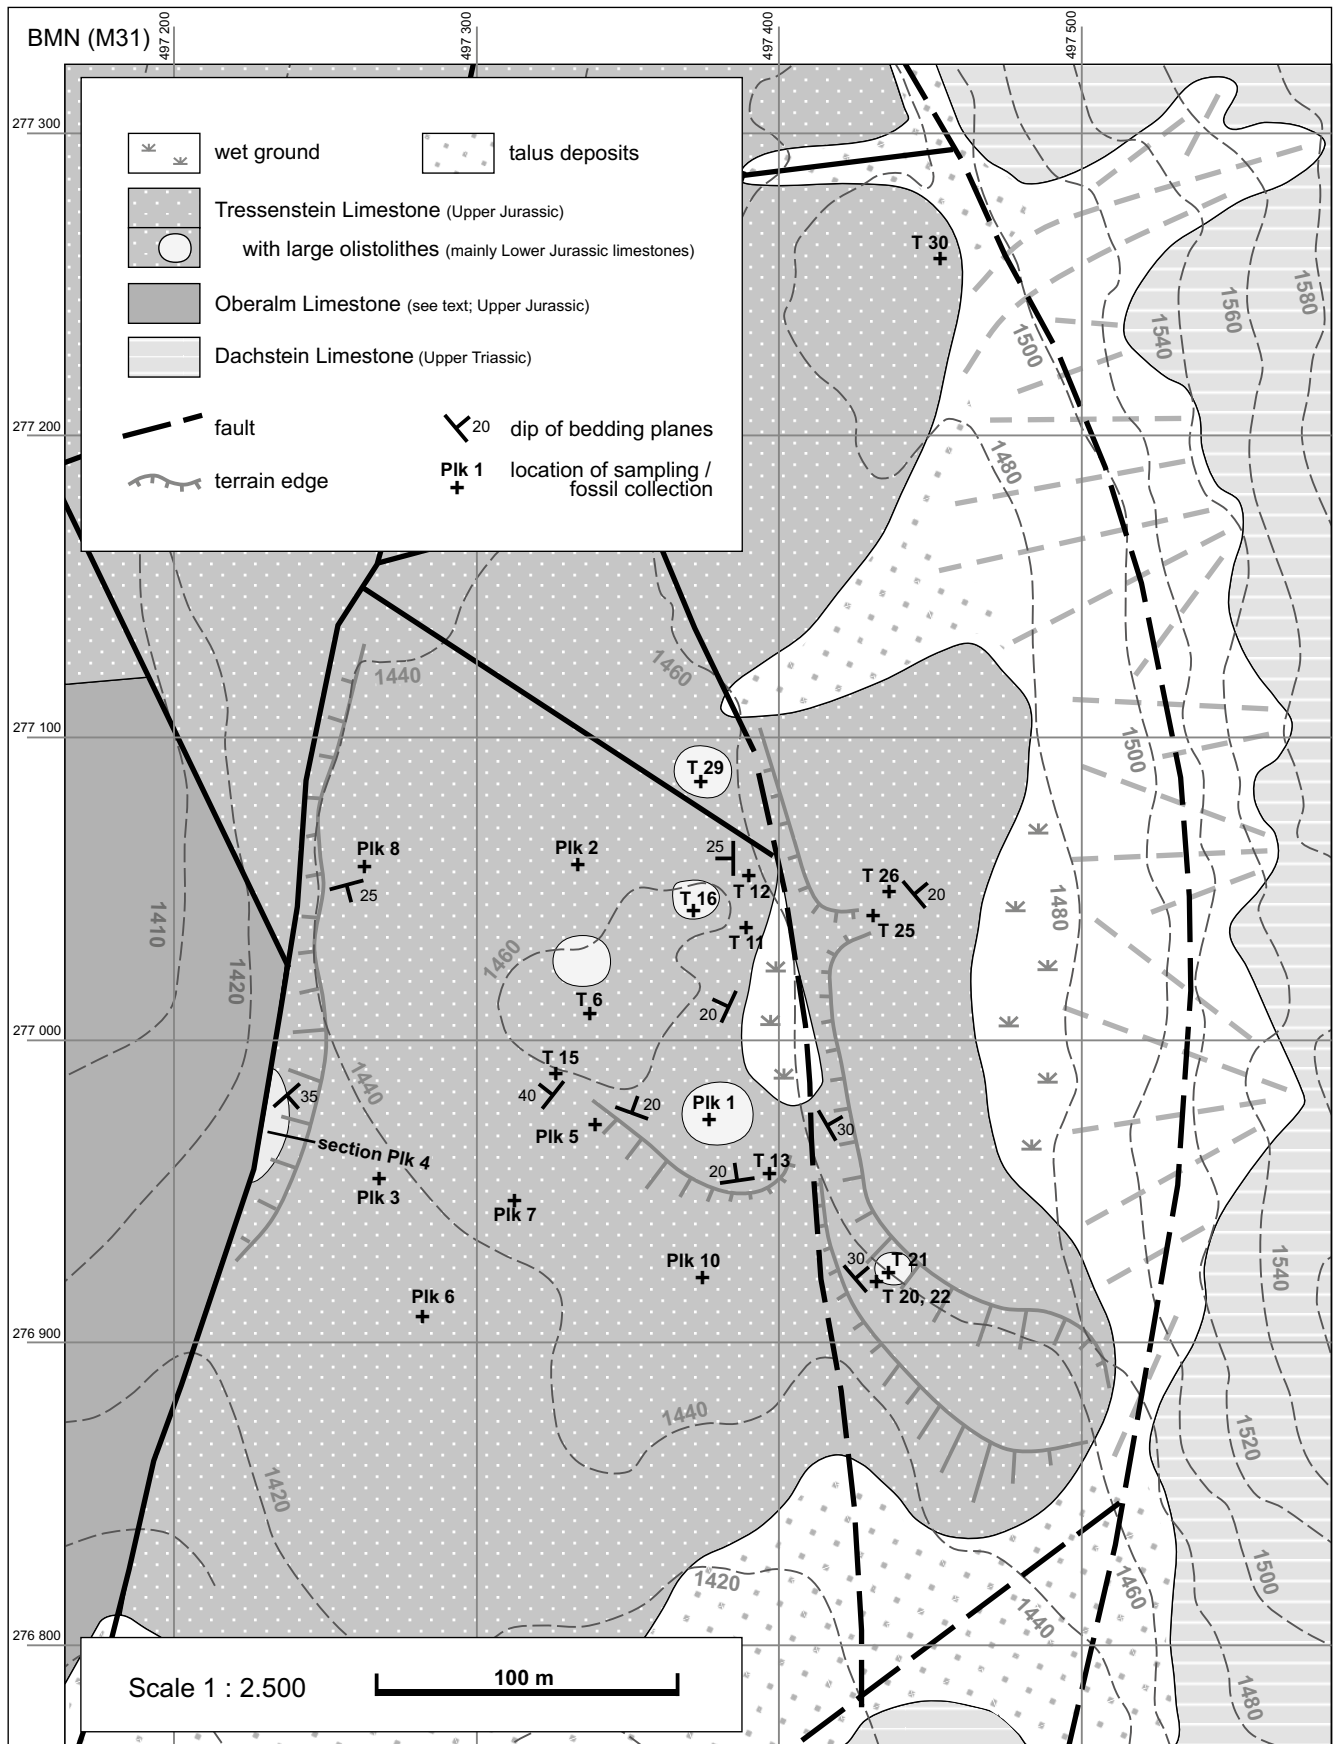 BMN (M31)
497 200
497 300
497 400
497 500
277 300
277 200
277 100
277 000
276 900
276 800
wet ground
talus deposits
Tressenstein Limestone (Upper Jurassic)
with large olistolithes (mainly Lower Jurassic limestones)
Oberalm Limestone (see text; Upper Jurassic)
Dachstein Limestone (Upper Triassic)
fault
20
dip of bedding planes
terrain edge
Plk 1
location of sampling /
fossil collection
T 30
1500
1540
1560
1580
1480
1440
1460
T 29
1500
Plk 8
25
Plk 2
25
T 12
T 16
T 11
T 26
20
T 25
1480
1410
1420
1460
T 6
20
T 15
40
1440
35
section Plk 4
Plk 3
Plk 5
20
Plk 1
30
20
T 13
Plk 7
Plk 10
30
T 21
T 20, 22
1540
Plk 6
1440
1420
1520
1420
1440
1460
1500
1480
Scale 1 : 2.500
100 m